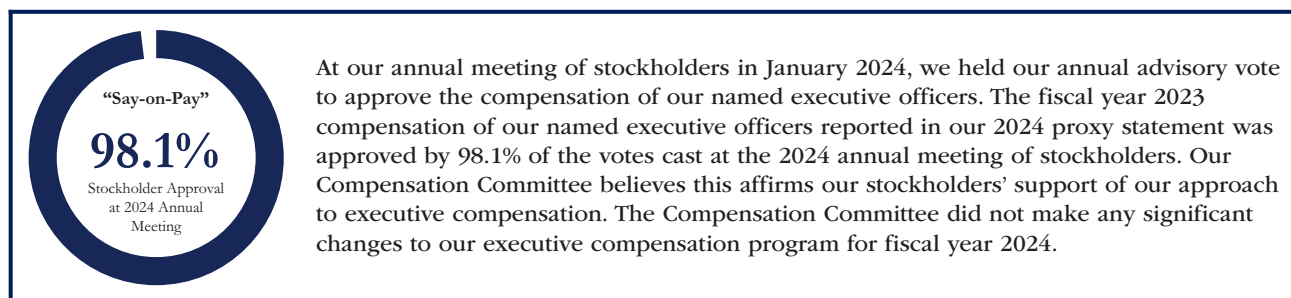 “Say-on-Pay”
98.1%
Stockholder Approval
at 2024 Annual
Meeting
At our annual meeting of stockholders in January 2024, we held our annual advisory vote
to approve the compensation of our named executive officers. The fiscal year 2023
compensation of our named executive officers reported in our 2024 proxy statement was
approved by 98.1% of the votes cast at the 2024 annual meeting of stockholders. Our
Compensation Committee believes this affirms our stockholders’ support of our approach
to executive compensation. The Compensation Committee did not make any significant
changes to our executive compensation program for fiscal year 2024.